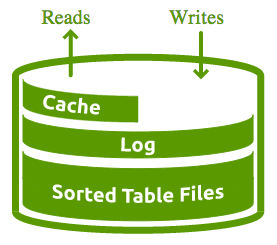 Reads Writes
Cache
Log
Sorted Table Files